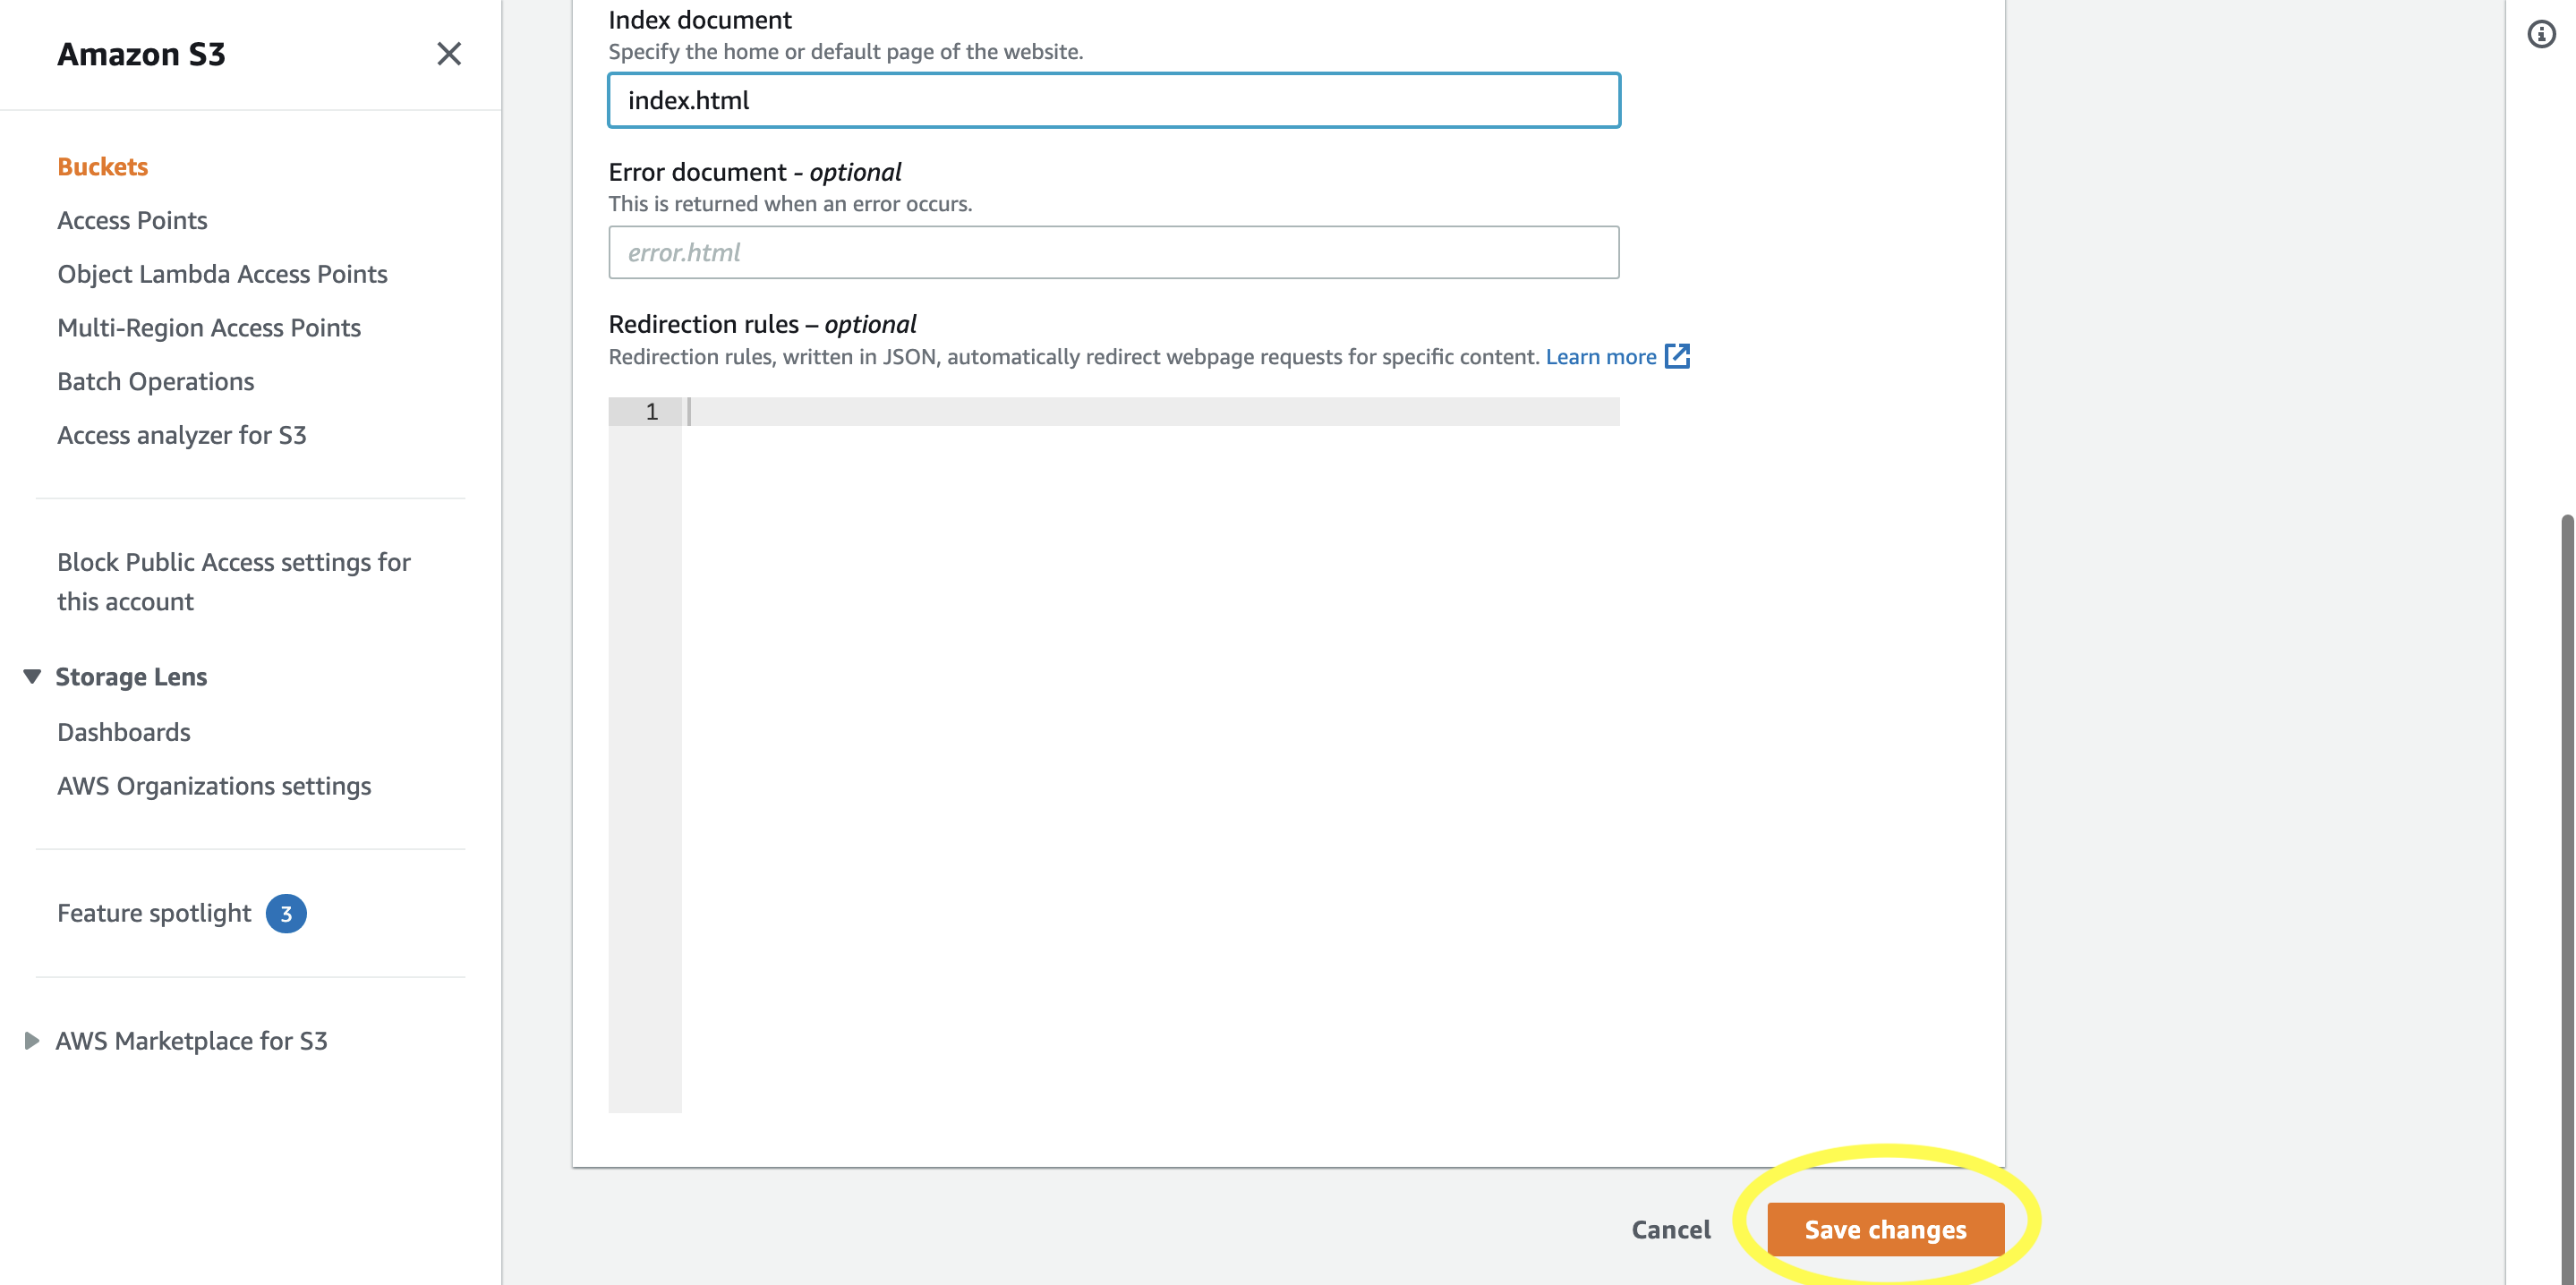 Amazon S3
Buckets
Access Points
Object Lambda Access Points
Multi-Region Access Points
Batch Operations
Access analyzer for S3
Block Public Access settings for
this account
Storage Lens
Dashboards
AWS Organizations settings
Feature spotlight 3
AWS Marketplace for S3
Index document
Specify the home or default page of the website.
index.html
Error document - optional
This is returned when an error occurs.
error.html
Redirection rules – optional
Redirection rules, written in JSON, automatically redirect webpage requests for specific content. Learn more
1
Cancel Save changes